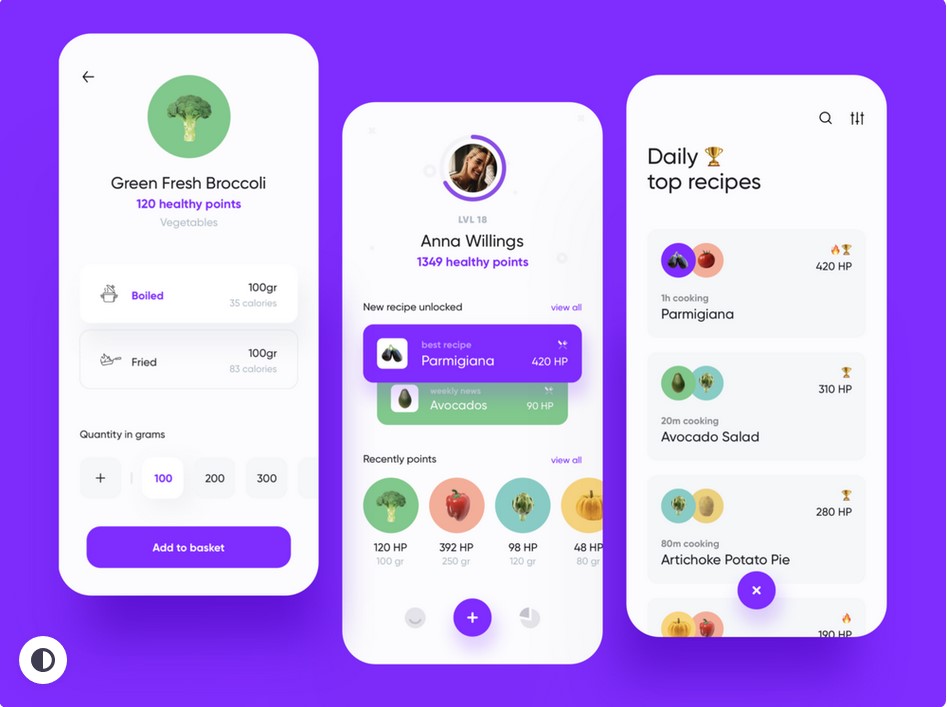 Green Fresh Broccoli
120 healthy points
Vegetables
Boiled
100gr
35 calories
Fried
100gr
83 calories
Quantity in grams
+
100
200
300
Add to basket
LVL 18
Anna Willings
1349 healthy points
New recipe unlocked
view all
best recipe
Parmigiana
420 HP
weekly news
Avocados
90 HP
Recently points
view all
120 HP
100 gr
392 HP
250 gr
98 HP
120 gr
48 HP
80 gr
+
Daily
top recipes
420 HP
1h cooking
Parmigiana
310 HP
20m cooking
Avocado Salad
280 HP
80m cooking
Artichoke Potato Pie
190 HP